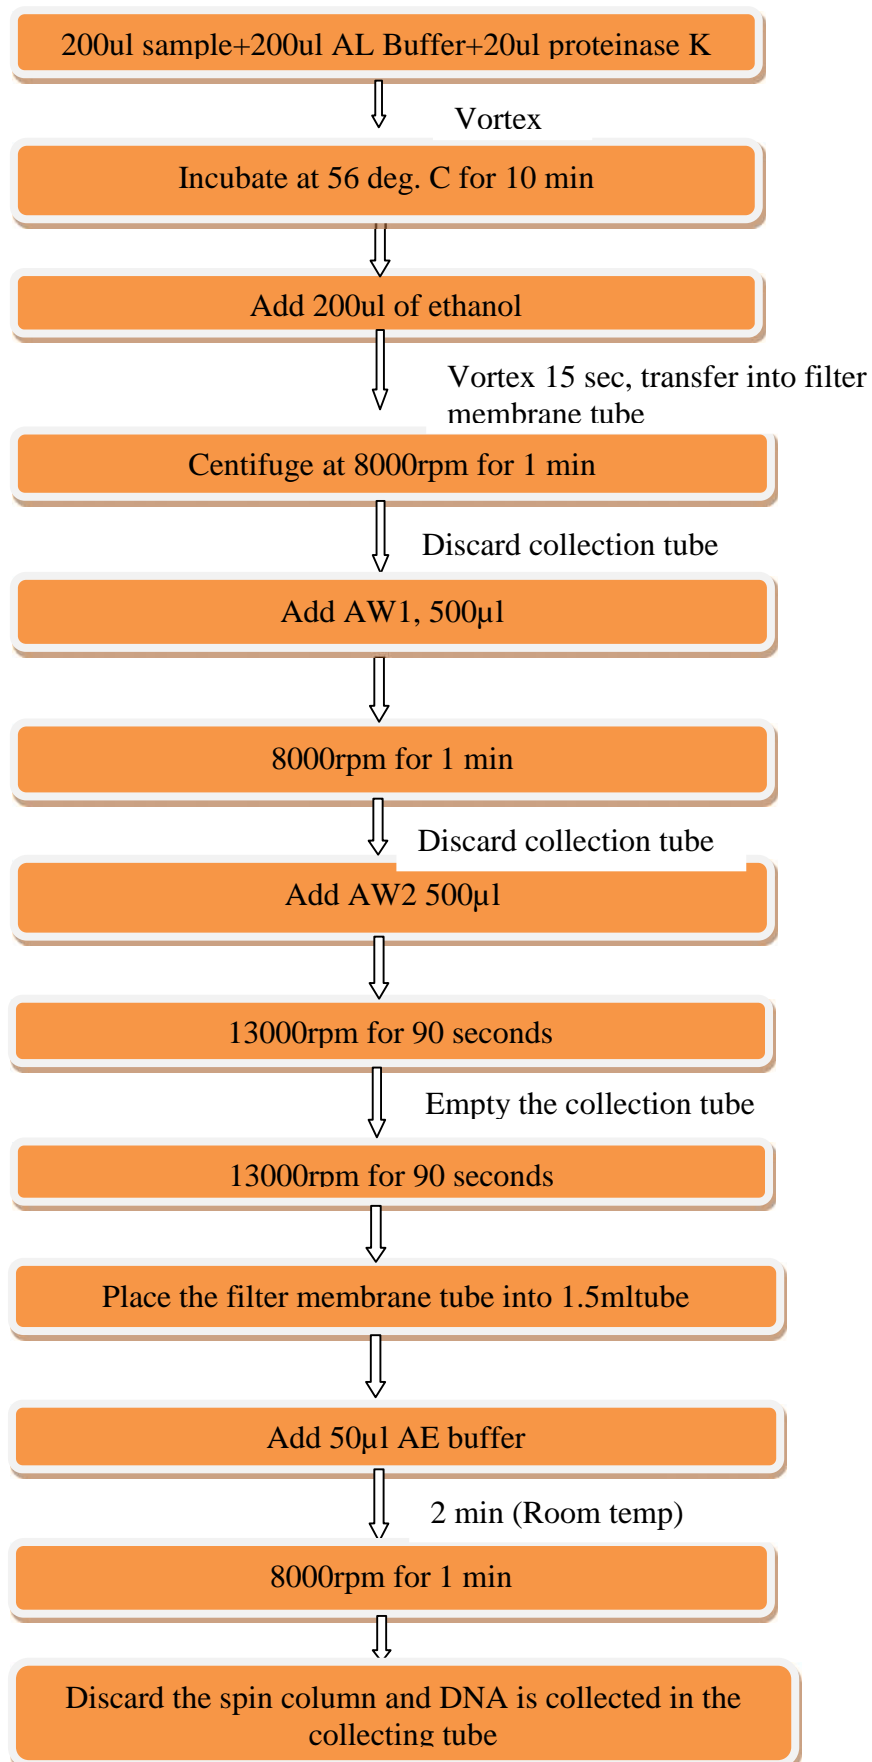 200ul sample+200ul AL Buffer+20ul proteinase K
Vortex
Incubate at 56 deg. C for 10 min
Add 200ul of ethanol
Vortex 15 sec, transfer into filter
membrane tube
Centifuge at 8000rpm for 1 min
Discard collection tube
Add AW1, 500µl
8000rpm for 1 min
Discard collection tube
Add AW2 500µl
13000rpm for 90 seconds
Empty the collection tube
13000rpm for 90 seconds
Place the filter membrane tube into 1.5mltube
Add 50µl AE buffer
2 min (Room temp)
8000rpm for 1 min
Discard the spin column and DNA is collected in the
collecting tube